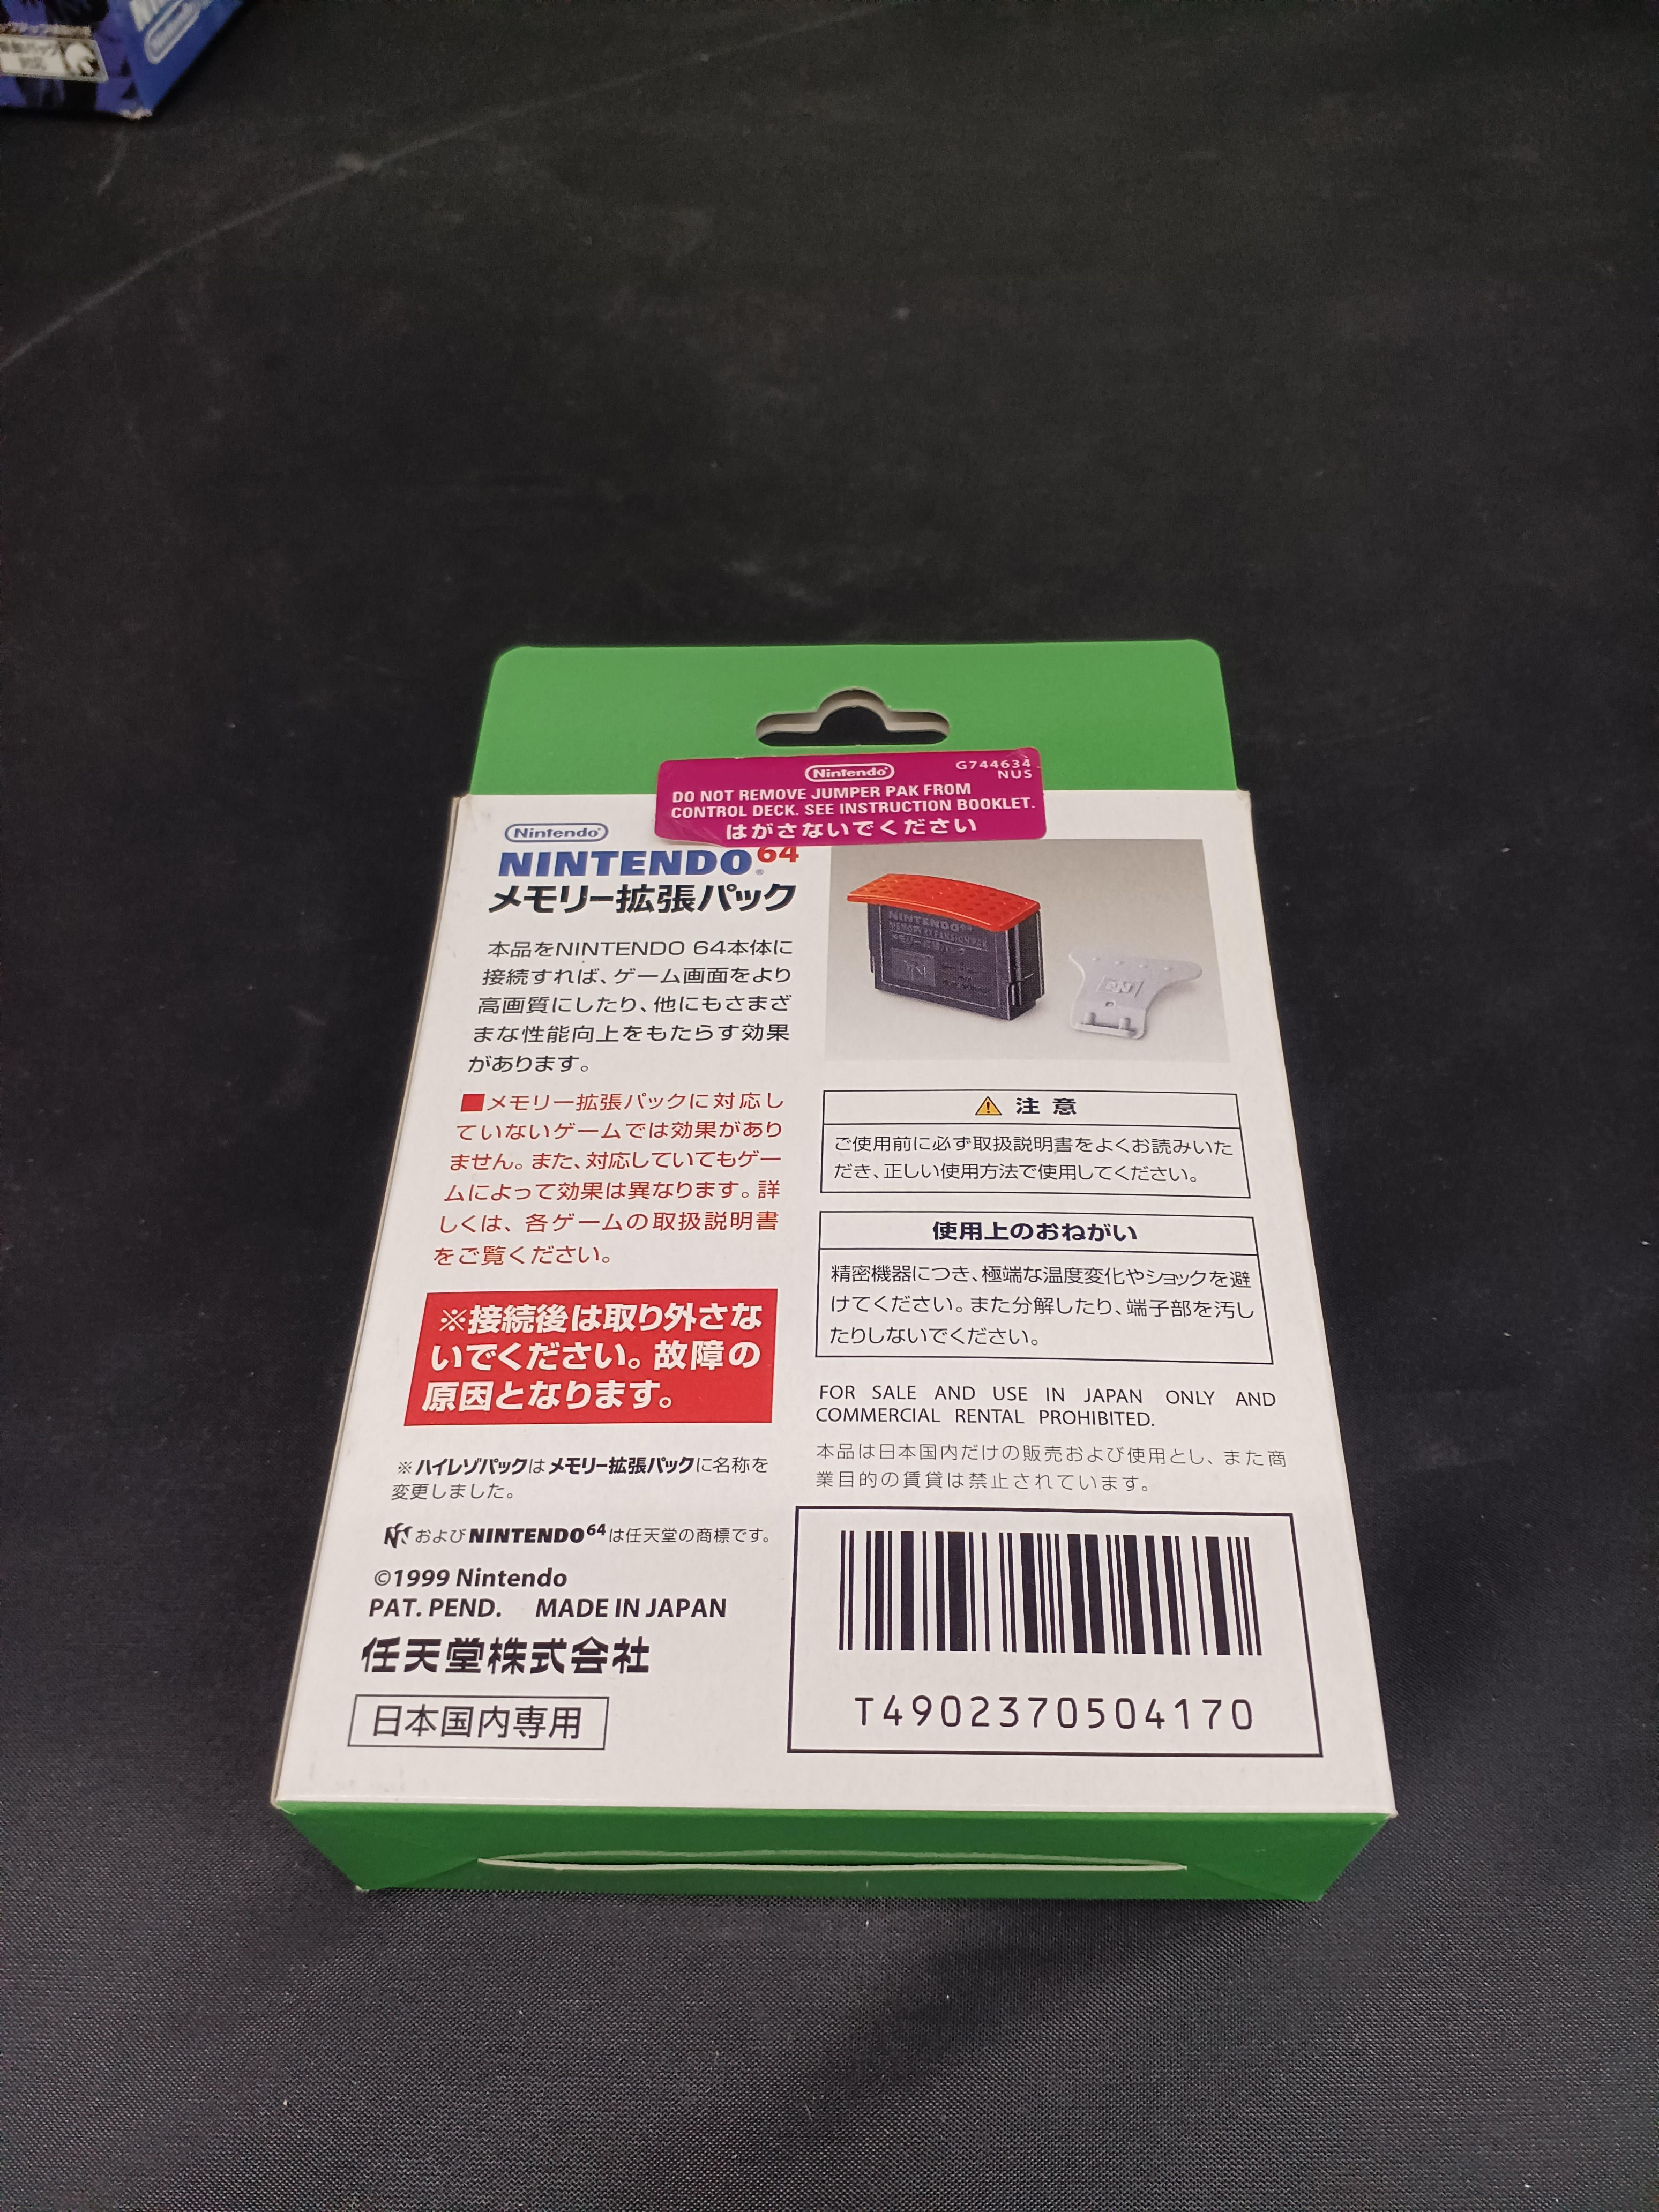 Nintendo
G744634
NUS
DO NOT REMOVE JUMPER PAK FROM
CONTROL DECK. SEE INSTRUCTION BOOKLET.
はがさないでください
Nintendo
NINTENDO64
メモリー拡張パック
本品をNINTENDO 64本体に
接続すれば、ゲーム画面をより
高画質にしたり、他にもさまざ
まな性能向上をもたらす効果
があります。
■メモリー拡張パックに対応し
ていないゲームでは効果があり
ません。また、対応していてもゲー
ムによって効果は異なります。詳
しくは、各ゲームの取扱説明書
をご覧ください。
※接続後は取り外さな
いでください。故障の
原因となります。
※ハイレゾパックはメモリー拡張パックに名称を
変更しました。
および NINTENDO64は任天堂の商標です。
©1999 Nintendo
PAT. PEND. MADE IN JAPAN
任天堂株式会社
日本国内専用
NINTENDO64
MEMORY EXPANSION PAK
メモリー拡張パック
⚠ 注意
ご使用前に必ず取扱説明書をよくお読みいた
だき、正しい使用方法で使用してください。
使用上のおねがい
精密機器につき、極端な温度変化やショックを避
けてください。また分解したり、端子部を汚し
たりしないでください。
FOR SALE AND USE IN JAPAN ONLY AND
COMMERCIAL RENTAL PROHIBITED.
本品は日本国内だけの販売および使用とし、また商
業目的の賃貸は禁止されています。
T4902370504170